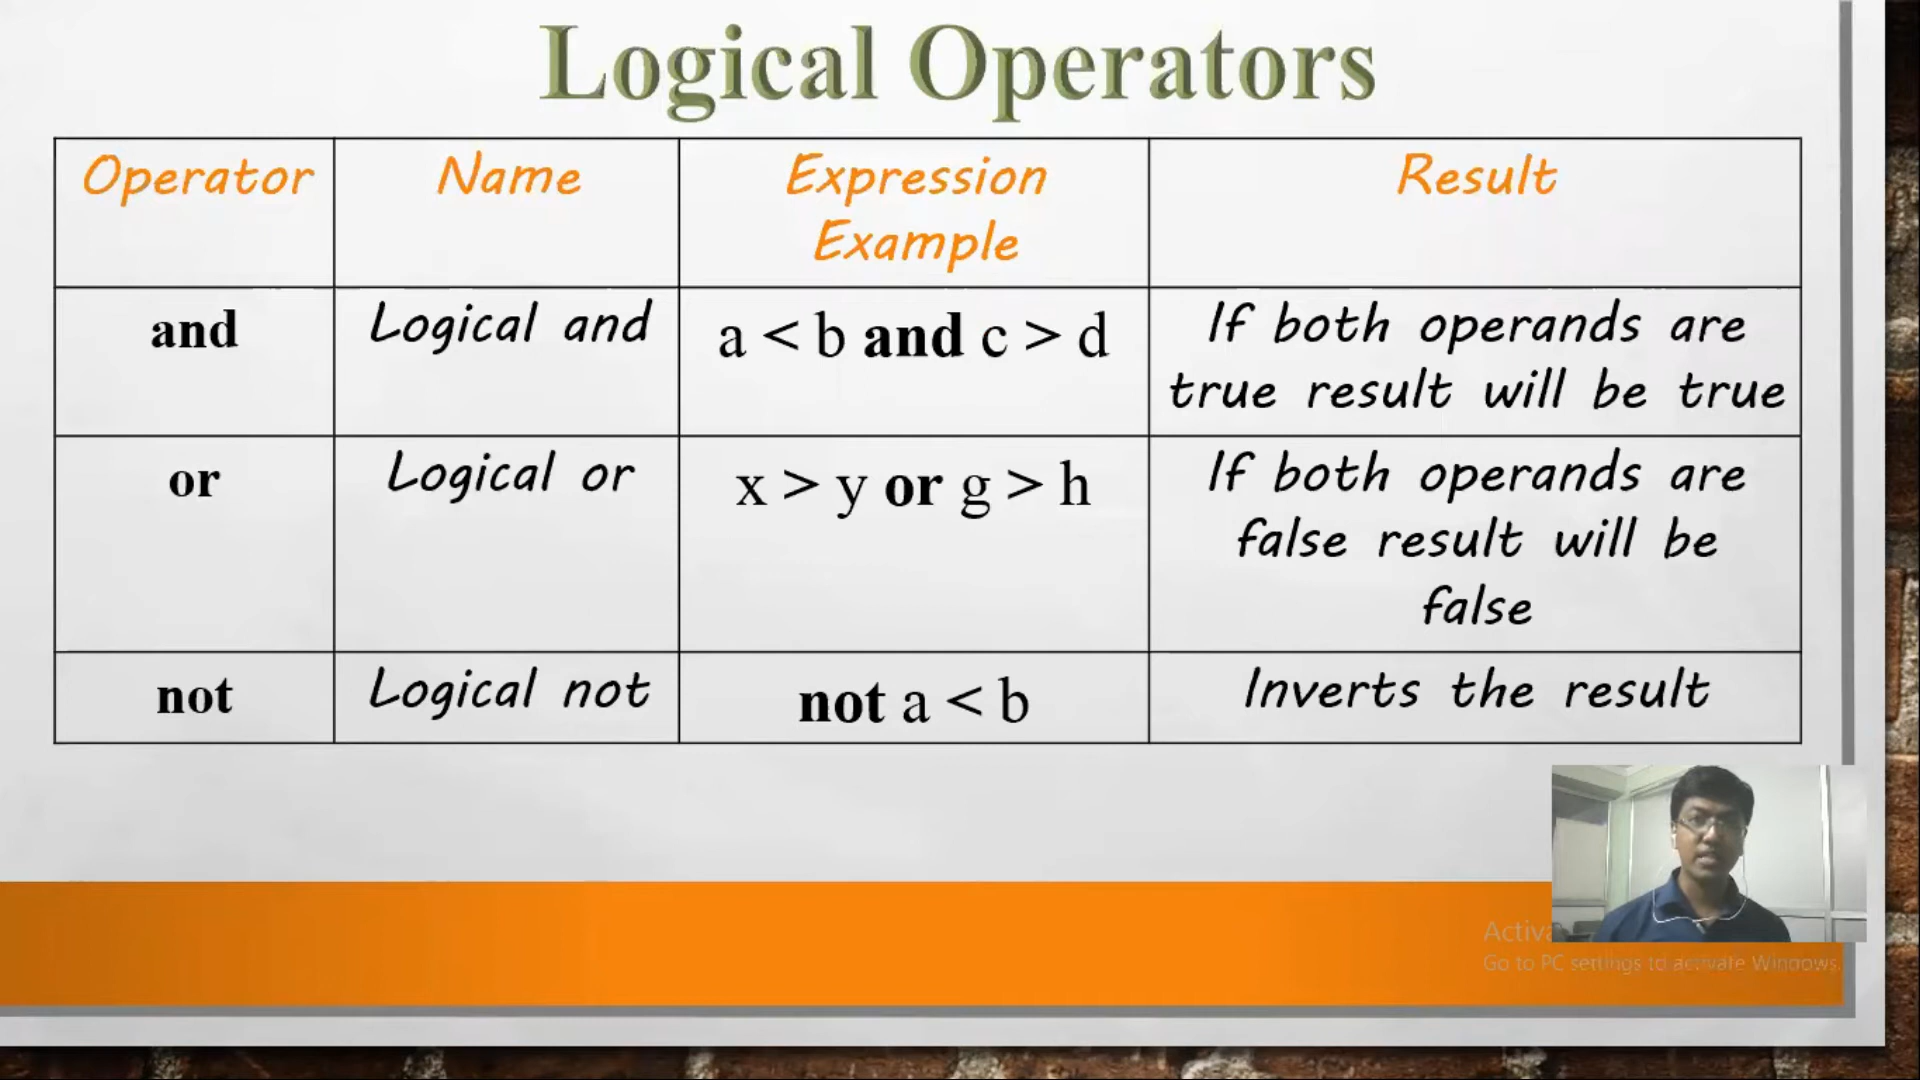 Logical Operators
Operator Name Expression Result
Example
and Logical and a < b and c > d If both operands are
true result will be true
or Logical or x > y or g > h If both operands are
false result will be
false
not Logical not not a < b Inverts the result
Go to PC settings to activate Windows.